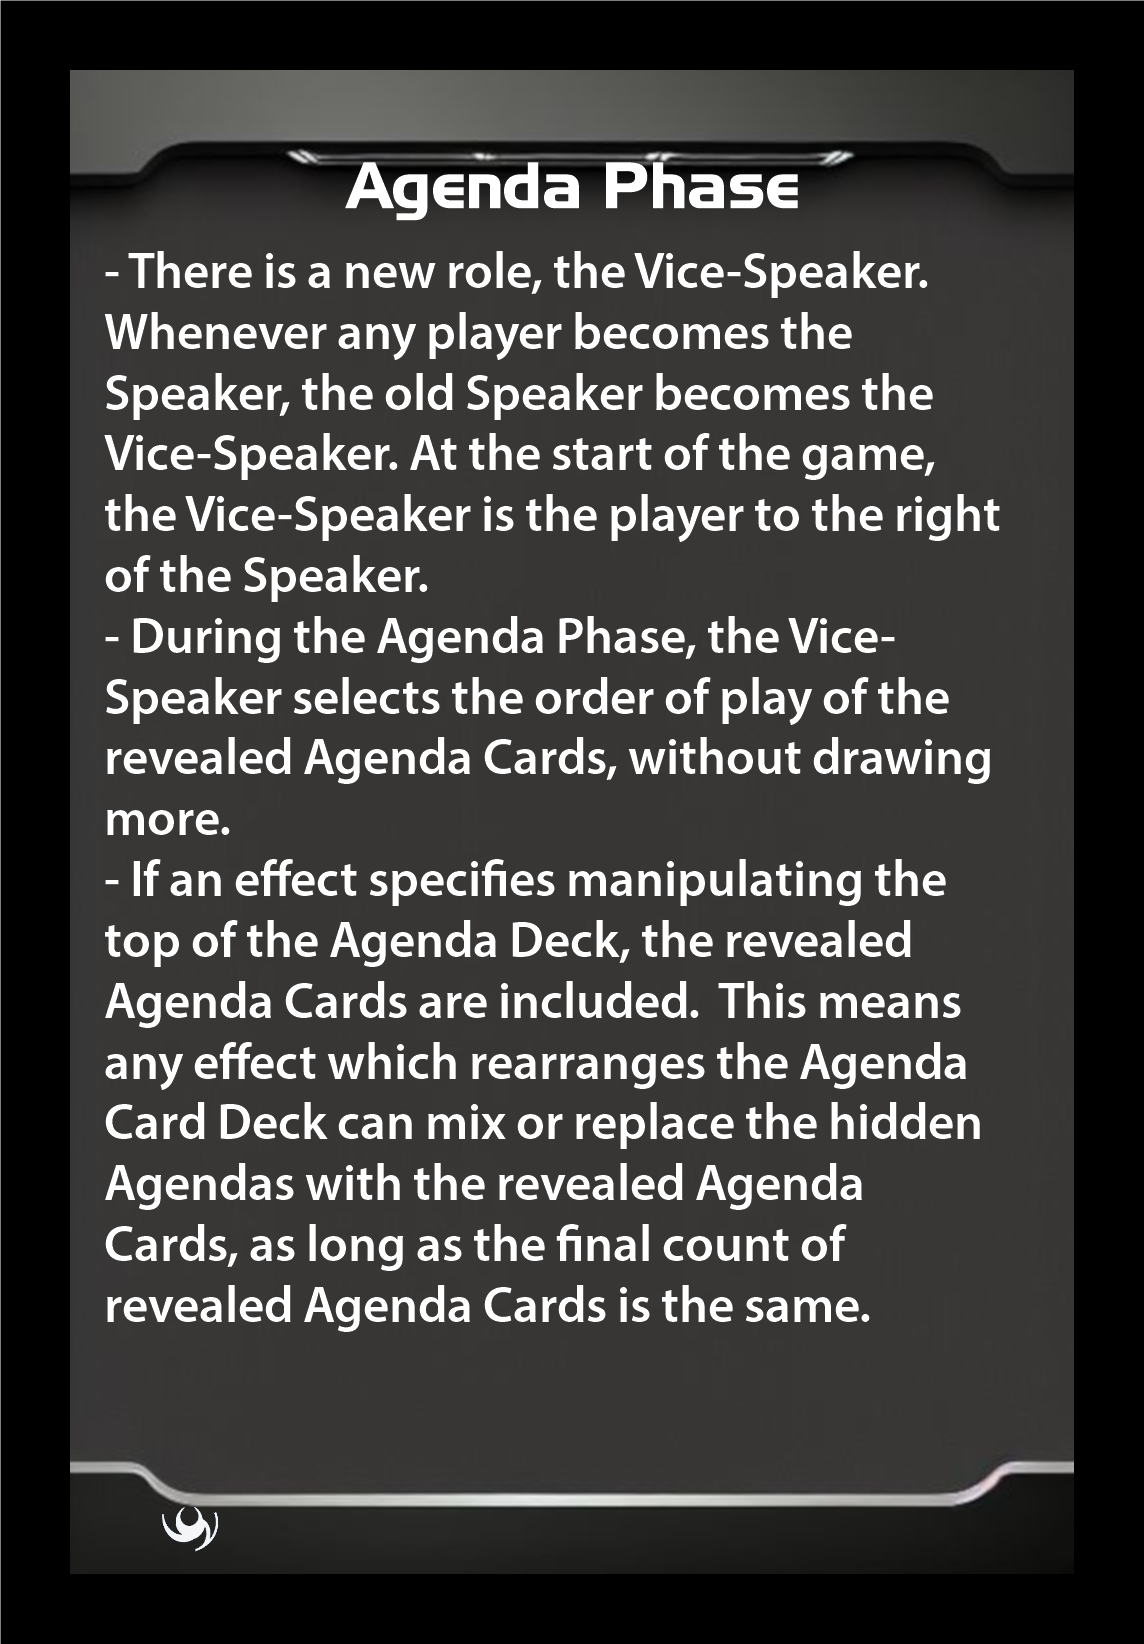 Agenda Phase
- There is a new role, the Vice-Speaker.
Whenever any player becomes the
Speaker, the old Speaker becomes the
Vice-Speaker. At the start of the game,
the Vice-Speaker is the player to the right
of the Speaker.
- During the Agenda Phase, the Vice-
Speaker selects the order of play of the
revealed Agenda Cards, without drawing
more.
- If an effect specifies manipulating the
top of the Agenda Deck, the revealed
Agenda Cards are included.  This means
any effect which rearranges the Agenda
Card Deck can mix or replace the hidden
Agendas with the revealed Agenda
Cards, as long as the final count of
revealed Agenda Cards is the same.